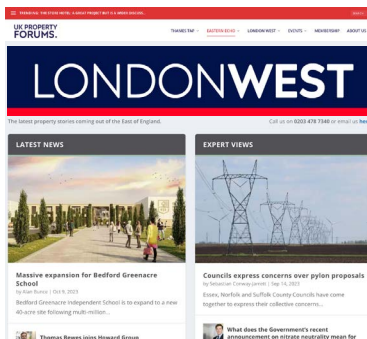 UK PROPERTY
FORUMS.
THAMES TAP
EASTERN ECHO
LONDON WEST
EVENTS
MEMBERSHIP
ABOUT US
LONDONWEST
The latest property stories coming out of the East of England.
Call us on 0203 478 7340 or email us
LATEST NEWS
EXPERT VIEWS
Massive expansion for Bedford Greenacre
School
by Alan Bunce | Oct 9, 2023
Bedford Greenacre Independent School is to expand to a new
40-acre site following multi-million...
Councils express concerns over pylon proposals
by Sebastian Conway-Jarrett | Sep 14, 2023
Essex, Norfolk and Suffolk County Councils have come
together to express their collective concerns...
Thomas Bewes joins Howard Group
What does the Government's recent
announcement on nitrate neutrality mean for